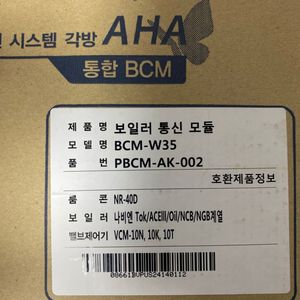 시스템 각방 AHA
통합 BCM
제 품 명 보일러 통신 모듈
모 델 명 BCM-W35
품 번 PBCM-AK-002
호환제품정보
룸 콘 NR-40D
보 일 러 나비엔 Tok/ACEⅢ/Oil/NCB/NGB계열
밸브제어기 VCM-10N, 10K, 10T